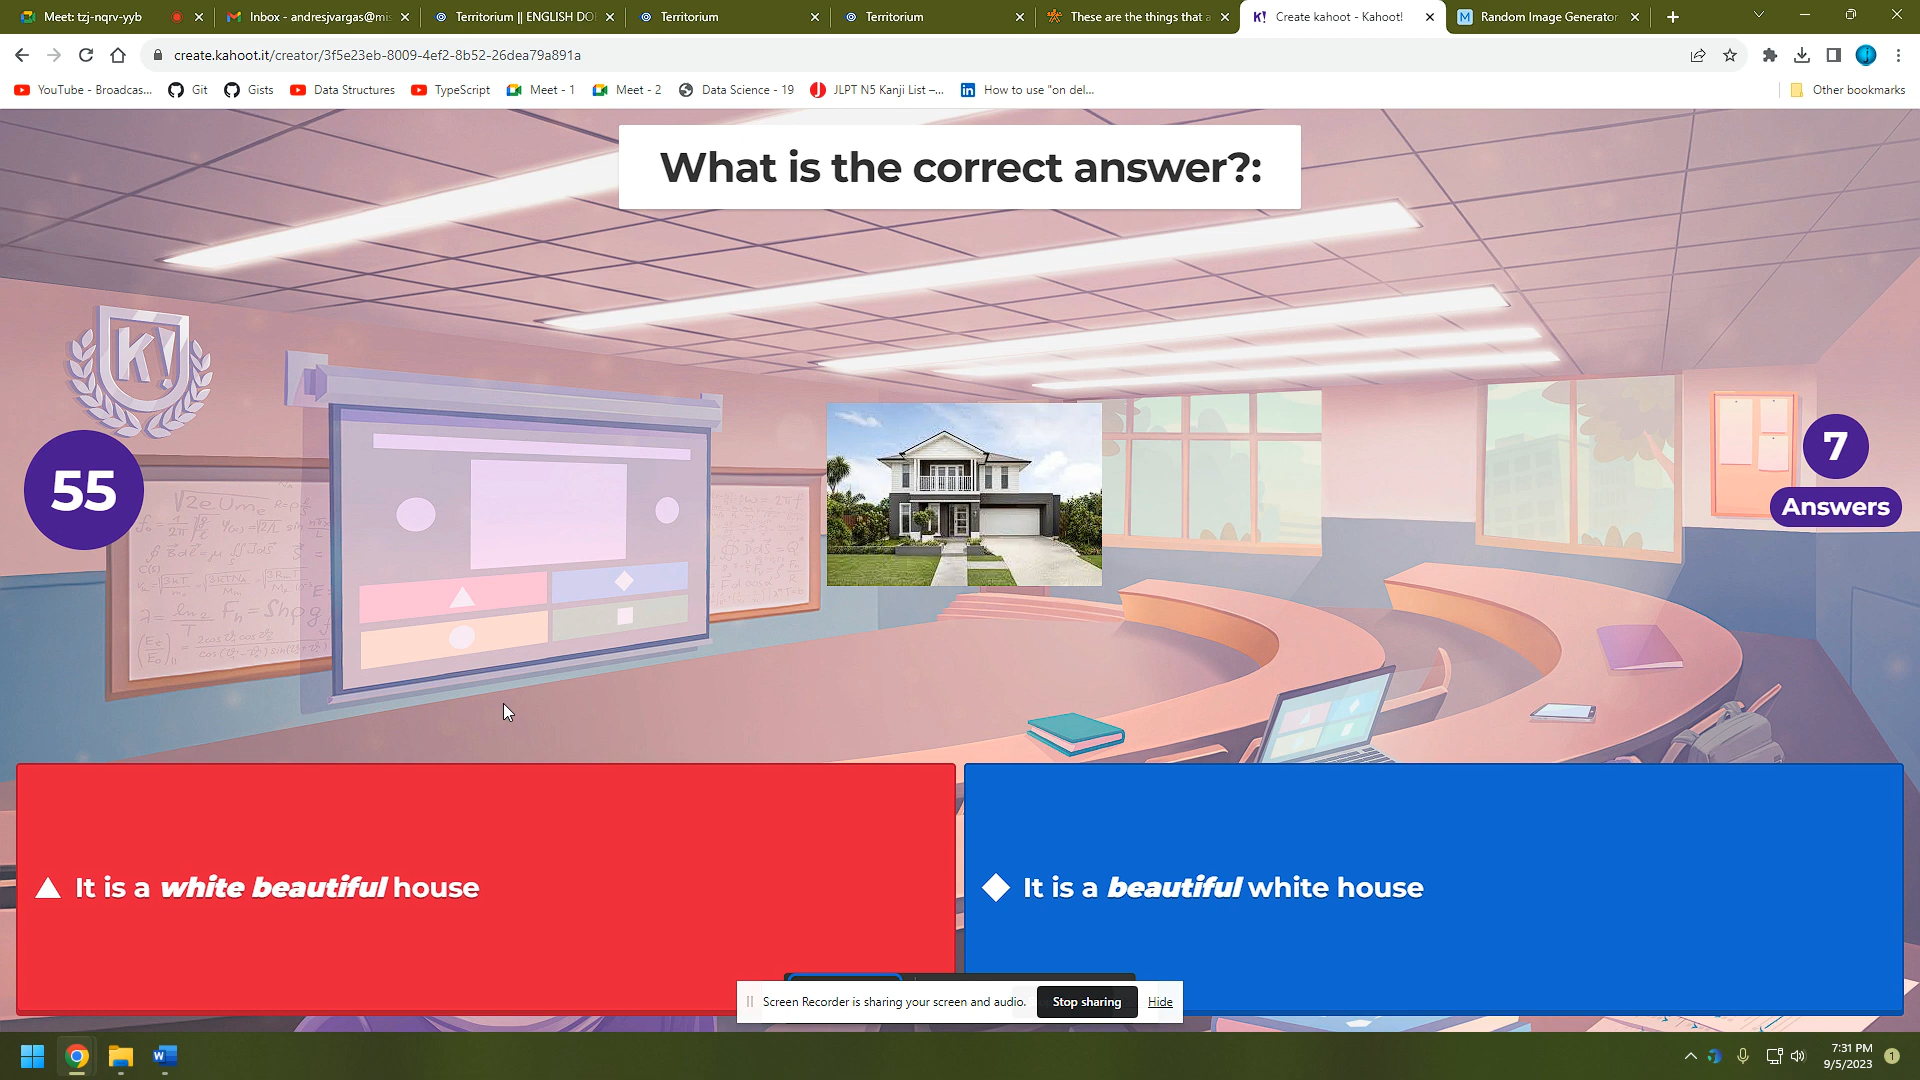 Meet: tzj-nqrv-yyb
Inbox - andresjvargas@mi
Territorium || ENGLISH DO
Territorium
Territorium
These are the things that a
Create kahoot - Kahoot!
Random Image Generator
create.kahoot.it/creator/3f5e23eb-8009-4ef2-8b52-26dea79a891a
YouTube - Broadcas...
Git
Gists
Data Structures
TypeScript
Meet - 1
Meet - 2
Data Science - 19
JLPT N5 Kanji List –...
How to use "on del...
Other bookmarks
What is the correct answer?:
K!
55
7
Answers
It is a white beautiful house
It is a beautiful white house
Screen Recorder is sharing your screen and audio.
Stop sharing
Hide
7:31 PM
9/5/2023
1